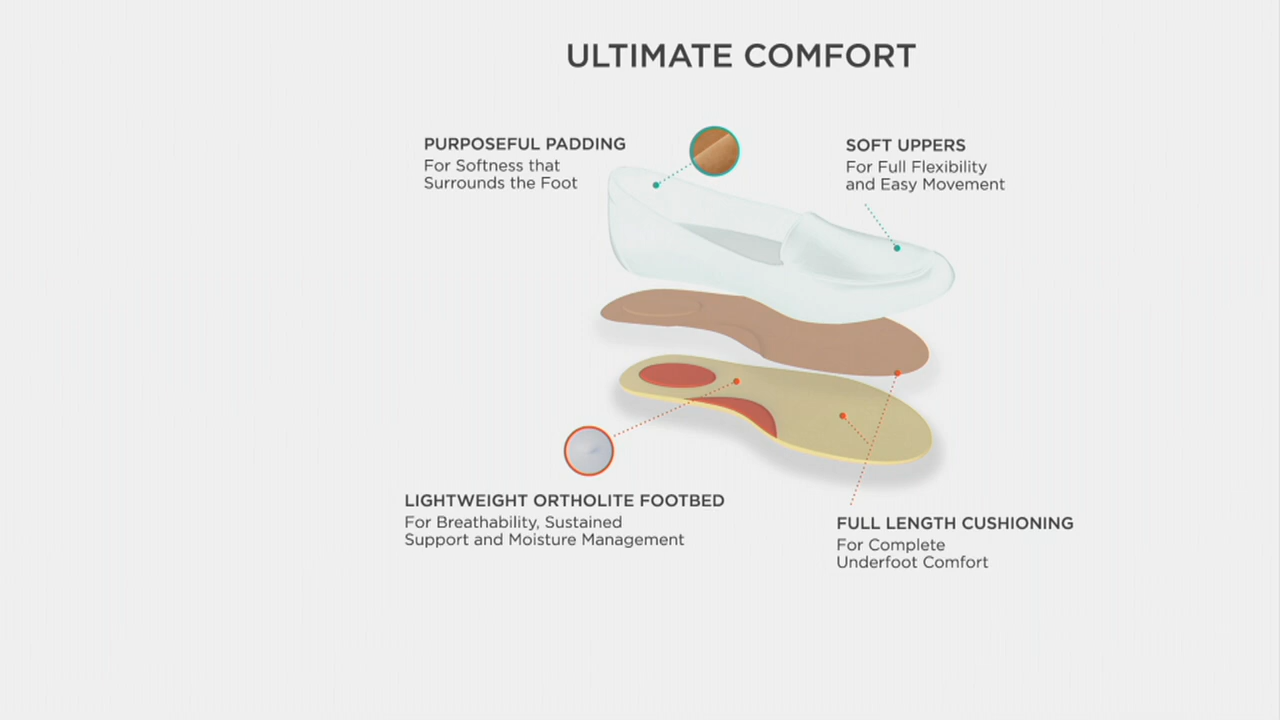 ULTIMATE COMFORT
PURPOSEFUL PADDING
For Softness that
Surrounds the Foot
SOFT UPPERS
For Full Flexibility
and Easy Movement
LIGHTWEIGHT ORTHOLITE FOOTBED
For Breathability, Sustained
Support and Moisture Management
FULL LENGTH CUSHIONING
For Complete
Underfoot Comfort